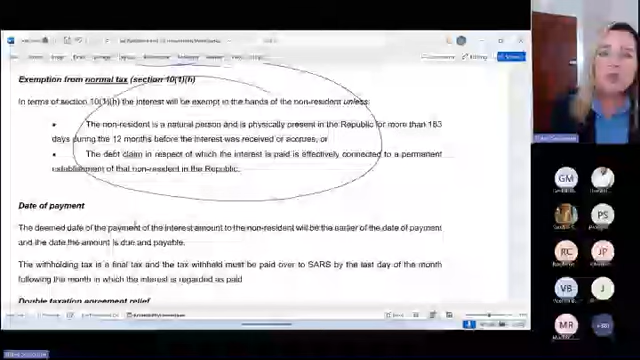 Exemption from normal tax (section 10(1)(h)
In terms of section 10(1)(h) the interest will be exempt in the hands of the non-resident unless:
• The non-resident is a natural person and is physically present in the Republic for more than 183
days during the 12 months before the interest was received or accrues, or
• The debt claim in respect of which the interest is paid is effectively connected to a permanent
establishment of that non-resident in the Republic.
Date of payment
The deemed date of the payment of the interest amount to the non-resident will be the earlier of the date of payment
and the date the amount is due and payable.
The withholding tax is a final tax and the tax withheld must be paid over to SARS by the last day of the month
following the month in which the interest is regarded as paid
Double taxation agreement relief
Editing
GM
PS
RC
JP
VB
J
MR